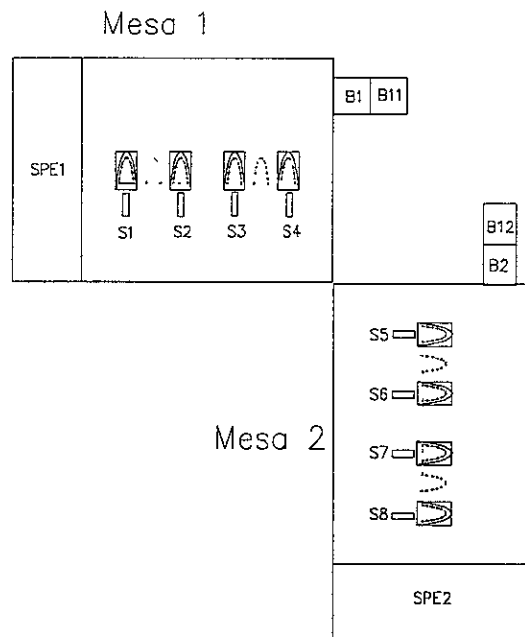 Mesa 1
B1 B11
SPE1
S1 S2 S3 S4
B12
B2
S5
S6
Mesa 2
S7
S8
SPE2